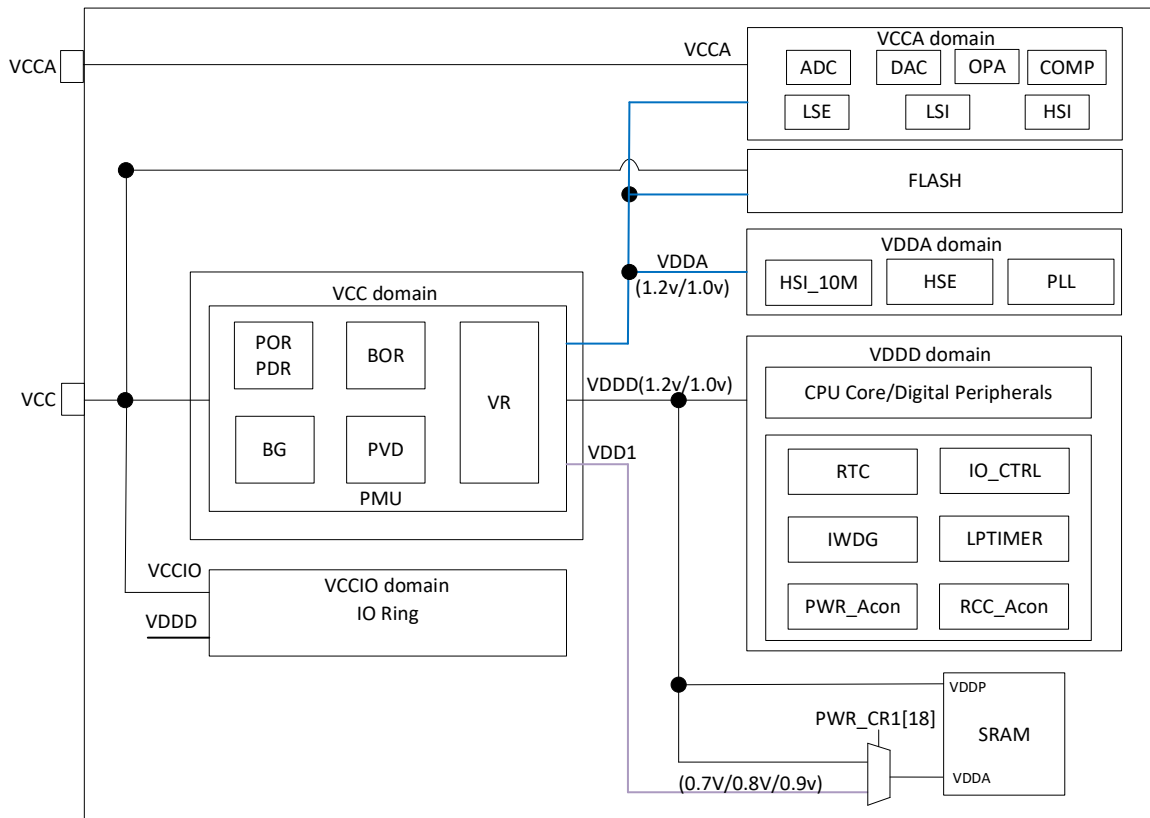 VCCA
VCCA
VCCA domain
ADC
DAC
OPA
COMP
LSE
LSI
HSI
FLASH
VDDA
(1.2v/1.0v)
VDDA domain
HSI_10M
HSE
PLL
VCC domain
POR
PDR
BOR
VR
BG
PVD
PMU
VCC
VDDD(1.2v/1.0v)
VDD1
VDDD domain
CPU Core/Digital Peripherals
RTC
IO_CTRL
IWDG
LPTIMER
PWR_Acon
RCC_Acon
VCCIO
VDDD
VCCIO domain
IO Ring
PWR_CR1[18]
(0.7V/0.8V/0.9v)
VDDP
SRAM
VDDA